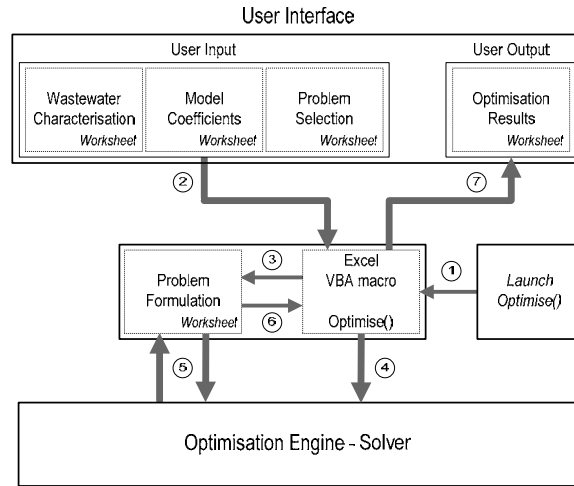 User Interface
User Input
User Output
Wastewater
Characterisation
Worksheet
Model
Coefficients
Worksheet
Problem
Selection
Worksheet
Optimisation
Results
Worksheet
2
7
Problem
Formulation
Worksheet
3
6
Excel
VBA macro
Optimise()
1
Launch
Optimise()
5
4
Optimisation Engine - Solver